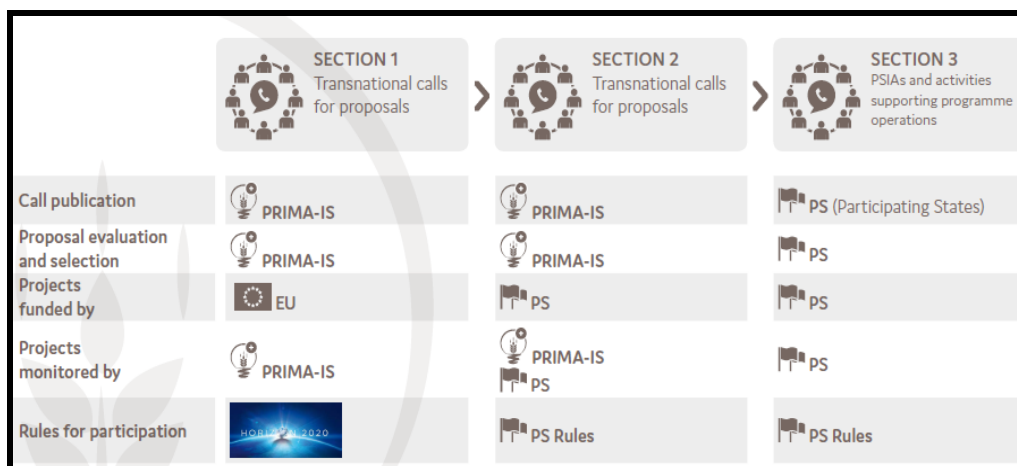 SECTION 1
Transnational calls
for proposals
SECTION 2
Transnational calls
for proposals
SECTION 3
PSIAs and activities
supporting programme
operations
Call publication
PRIMA-IS
PRIMA-IS
PS (Participating States)
Proposal evaluation
and selection
PRIMA-IS
PRIMA-IS
PS
Projects
funded by
EU
PS
PS
Projects
monitored by
PRIMA-IS
PRIMA-IS
PS
PS
Rules for participation
HORIZON 2020
PS Rules
PS Rules